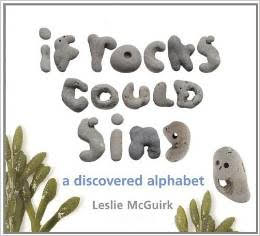 if rocks
could
sing
a discovered alphabet
Leslie McGuirk